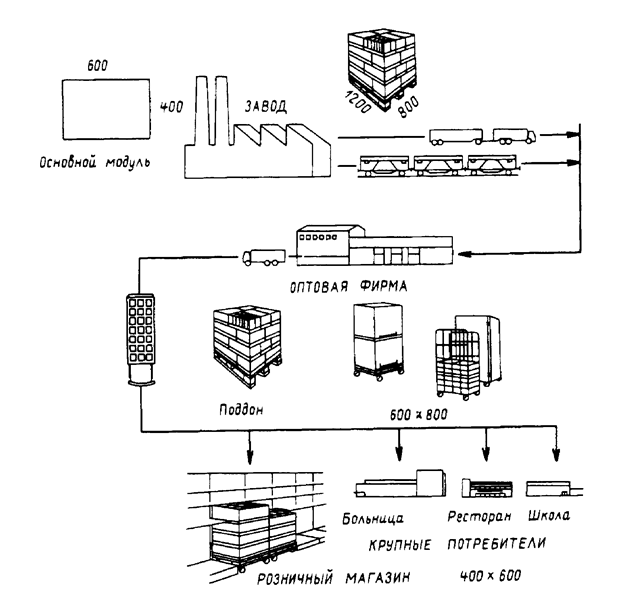 600
400
Основной модуль
ЗАВОД
1200
800
ОПТОВАЯ ФИРМА
Поддон
600 × 800
Больница
Ресторан
Школа
КРУПНЫЕ ПОТРЕБИТЕЛИ
РОЗНИЧНЫЙ МАГАЗИН
400 × 600